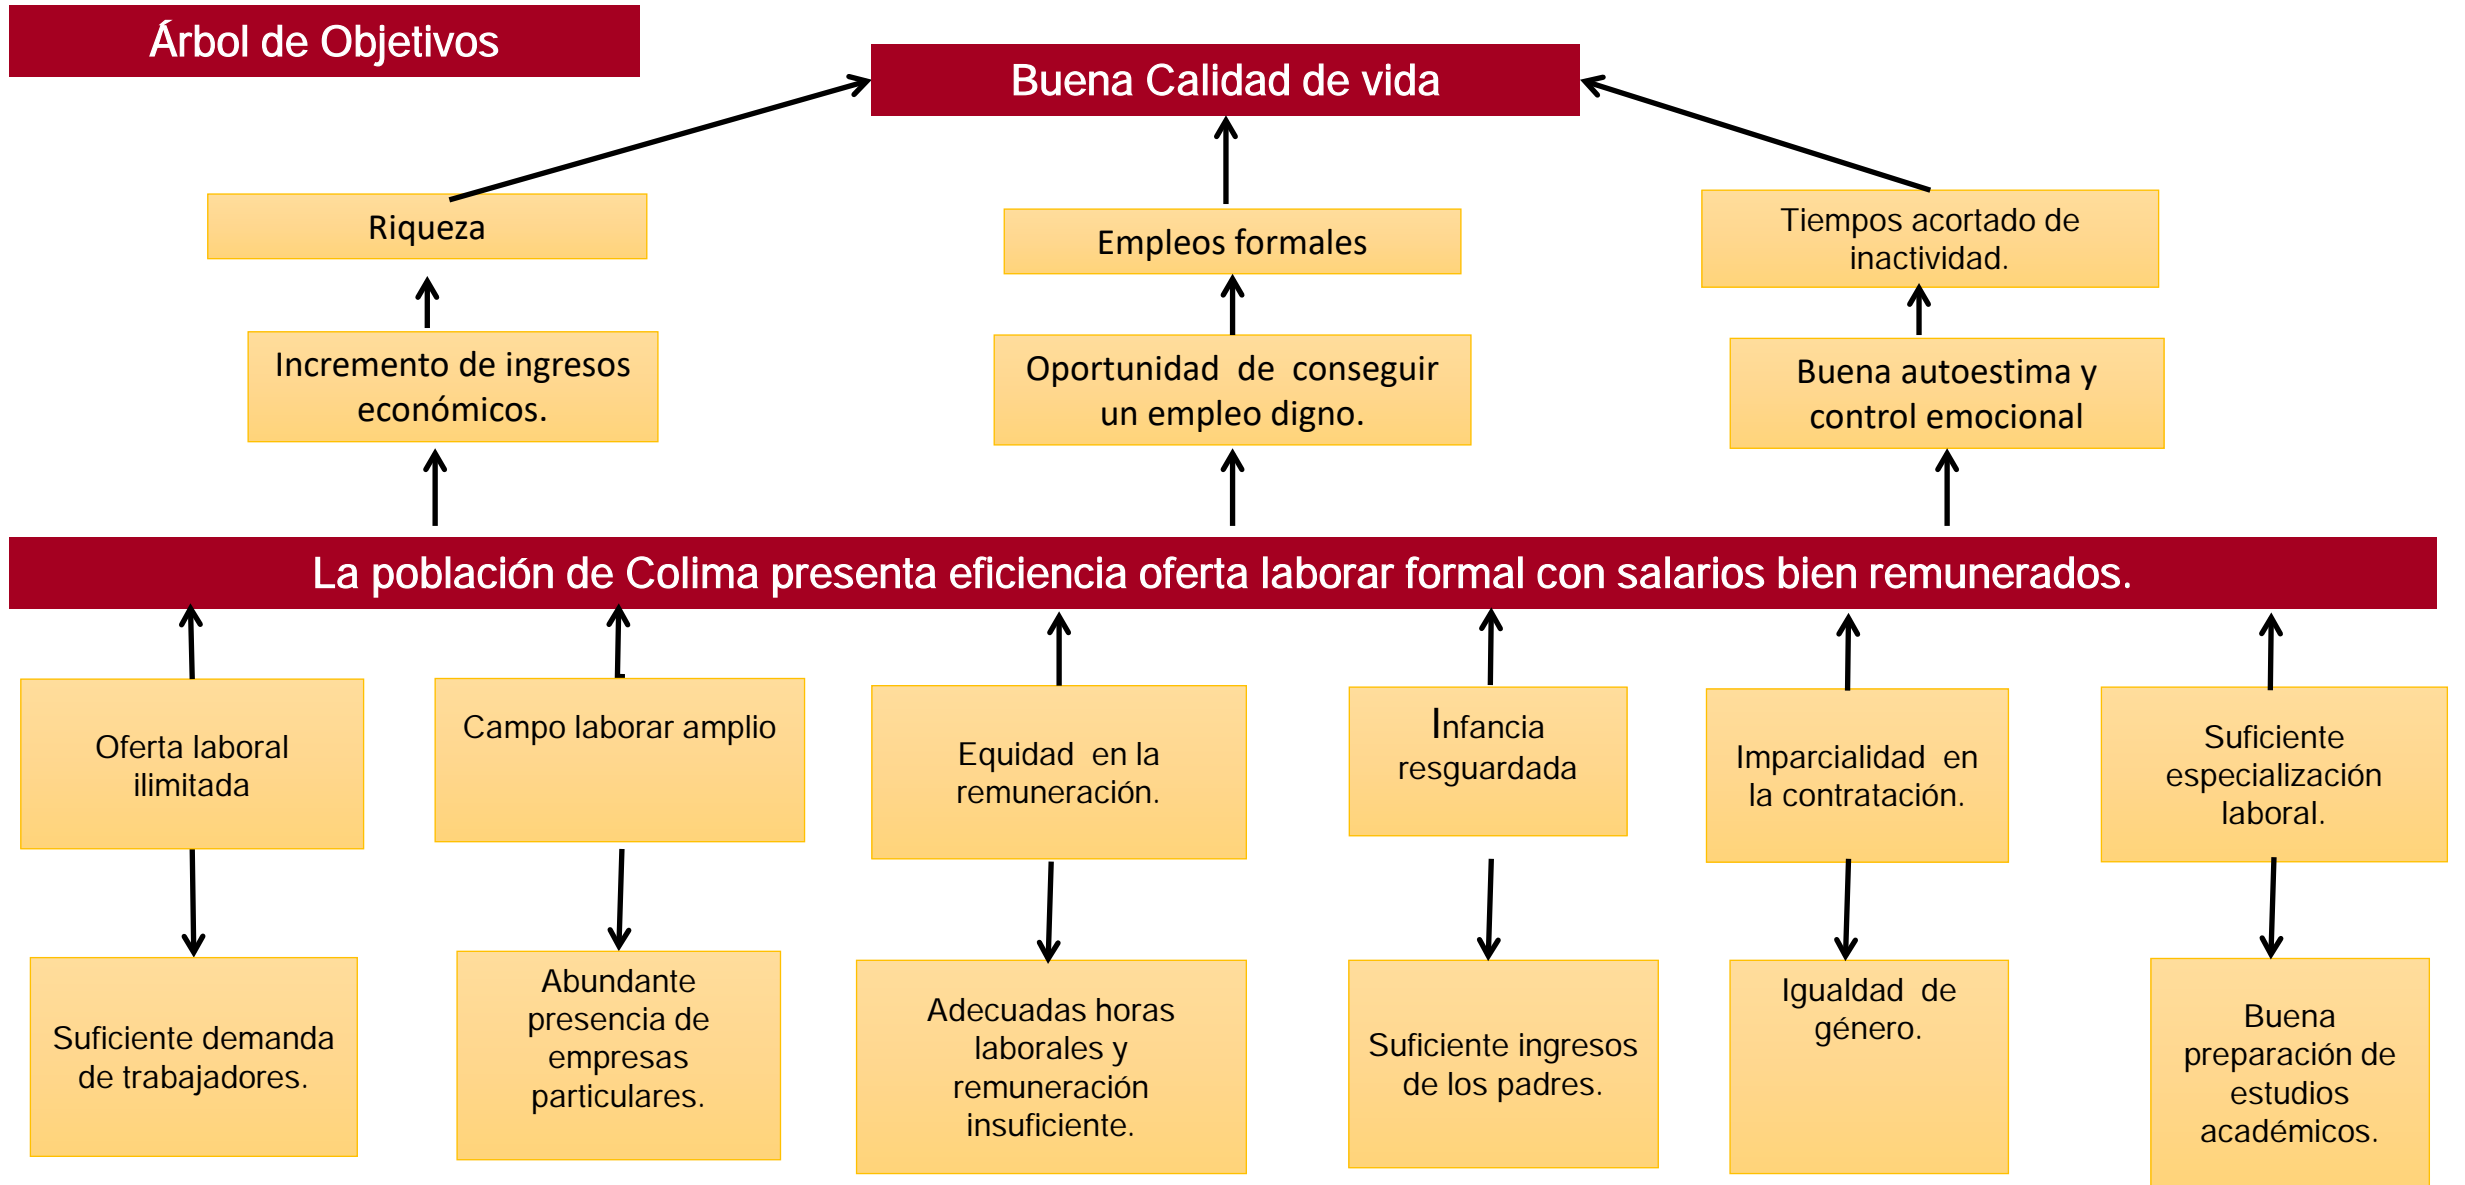 Árbol de Objetivos
Buena Calidad de vida
Riqueza
Empleos formales
Tiempos acortado de
inactividad.
Incremento de ingresos
económicos.
Oportunidad de conseguir
un empleo digno.
Buena autoestima y
control emocional
La población de Colima presenta eficiencia oferta laborar formal con salarios bien remunerados.
Oferta laboral
ilimitada
Campo laborar amplio
Equidad en la
remuneración.
Infancia
resguardada
Imparcialidad en
la contratación.
Suficiente
especialización
laboral.
Suficiente demanda
de trabajadores.
Abundante
presencia de
empresas
particulares.
Adecuadas horas
laborales y
remuneración
insuficiente.
Suficiente ingresos
de los padres.
Igualdad de
género.
Buena
preparación de
estudios
académicos.